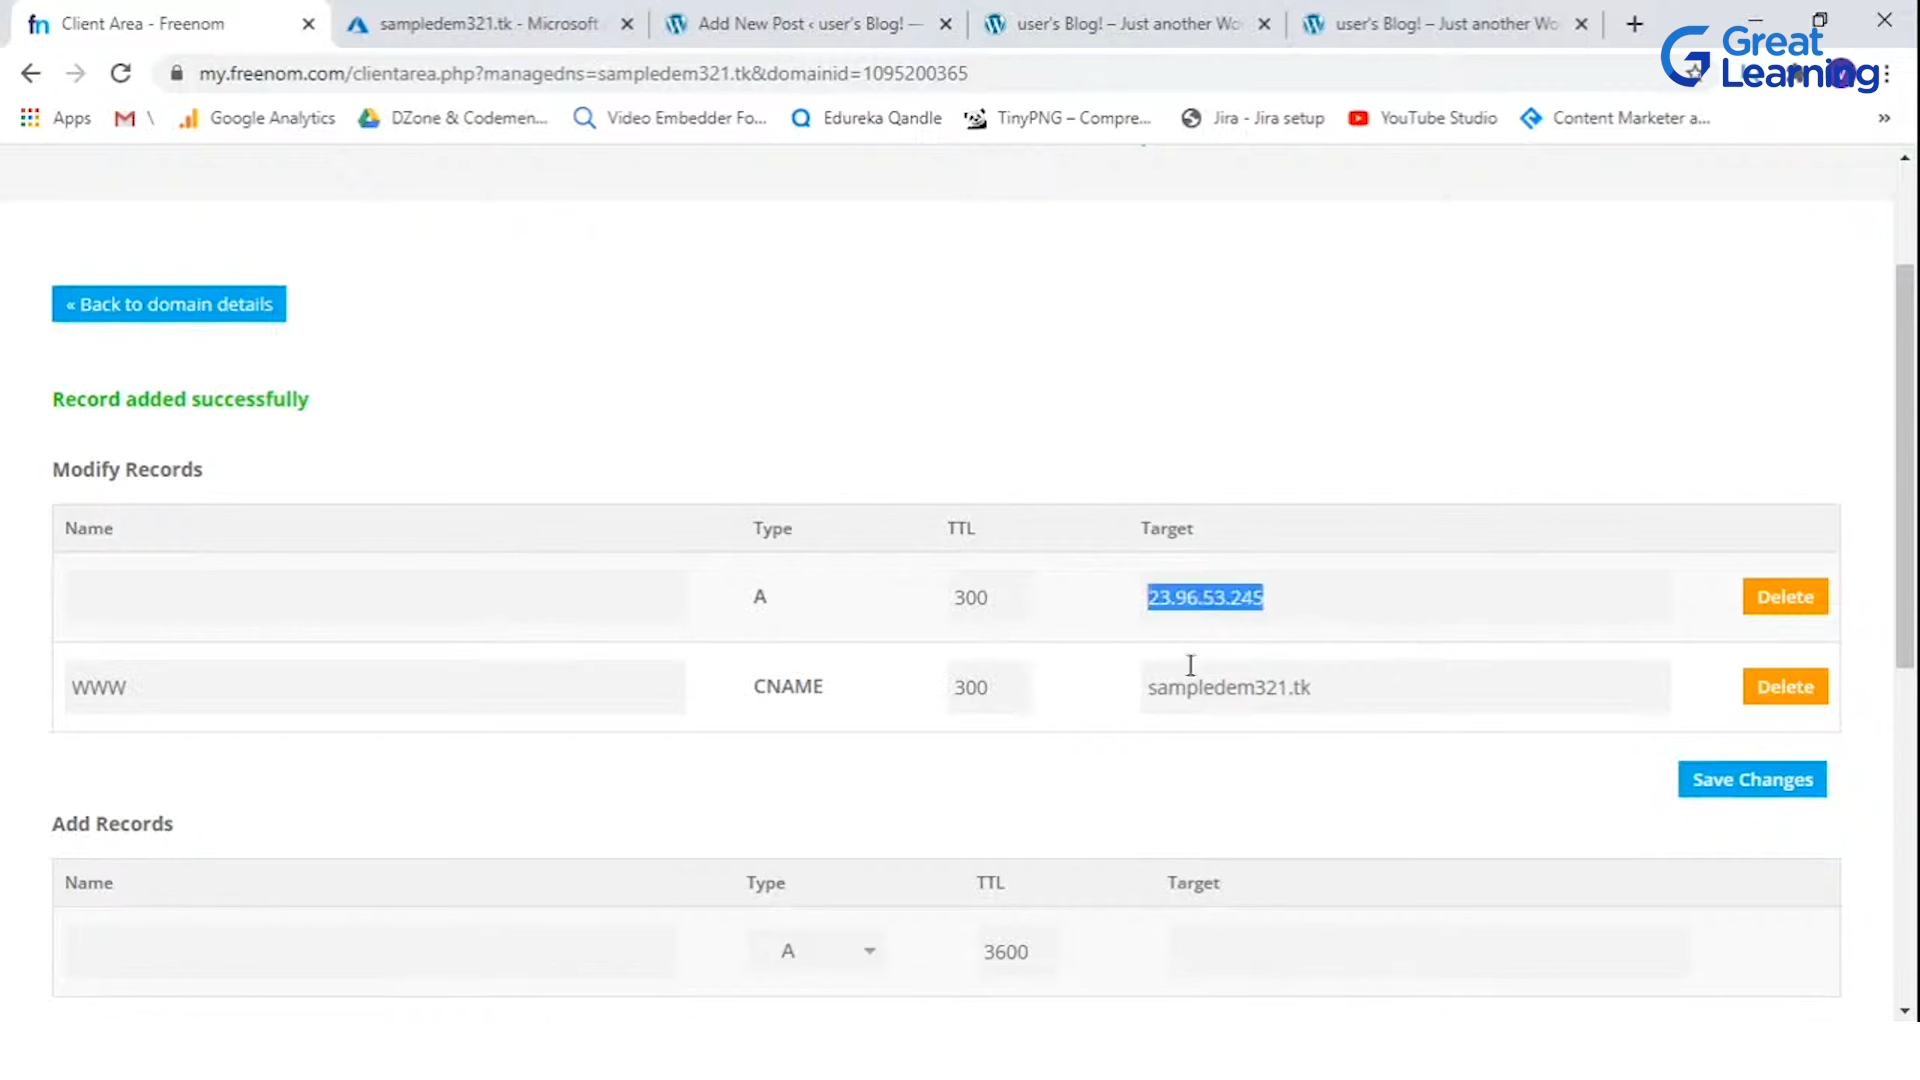 Client Area - Freenom
sampledem321.tk - Microsoft
Add New Post ‹ user's Blog! —
user's Blog! – Just another Wo
user's Blog! – Just another Wo
Great
Learning
my.freenom.com/clientarea.php?managedns=sampledem321.tk&domainid=1095200365
Apps
\
Google Analytics
DZone & Codemen...
Video Embedder Fo...
Edureka Qandle
TinyPNG – Compre...
Jira - Jira setup
YouTube Studio
Content Marketer a...
»
« Back to domain details
Record added successfully
Modify Records
Name Type TTL Target
A 300 23.96.53.245 Delete
WWW CNAME 300 sampledem321.tk Delete
Save Changes
Add Records
Name Type TTL Target
A 3600